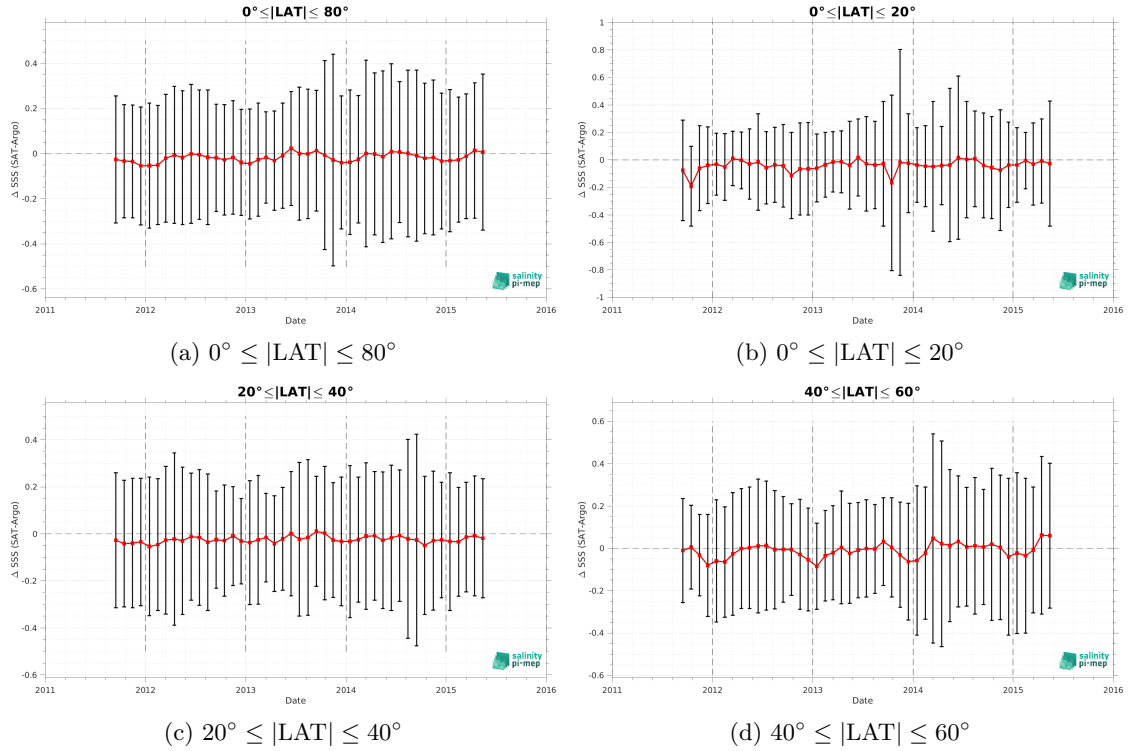 0°≤|LAT|≤ 80°
Δ SSS (SAT-Argo)
0.4
0.2
0
-0.2
-0.4
-0.6
2011 2012 2013 2014 2015 2016
Date
salinity
pi-mep
(a) 0° ≤ |LAT| ≤ 80°
0°≤|LAT|≤ 20°
Δ SSS (SAT-Argo)
1
0.8
0.6
0.4
0.2
0
-0.2
-0.4
-0.6
-0.8
-1
2011 2012 2013 2014 2015 2016
Date
salinity
pi-mep
(b) 0° ≤ |LAT| ≤ 20°
20°≤|LAT|≤ 40°
Δ SSS (SAT-Argo)
0.4
0.2
0
-0.2
-0.4
-0.6
2011 2012 2013 2014 2015 2016
Date
salinity
pi-mep
(c) 20° ≤ |LAT| ≤ 40°
40°≤|LAT|≤ 60°
Δ SSS (SAT-Argo)
0.6
0.4
0.2
0
-0.2
-0.4
-0.6
2011 2012 2013 2014 2015 2016
Date
salinity
pi-mep
(d) 40° ≤ |LAT| ≤ 60°